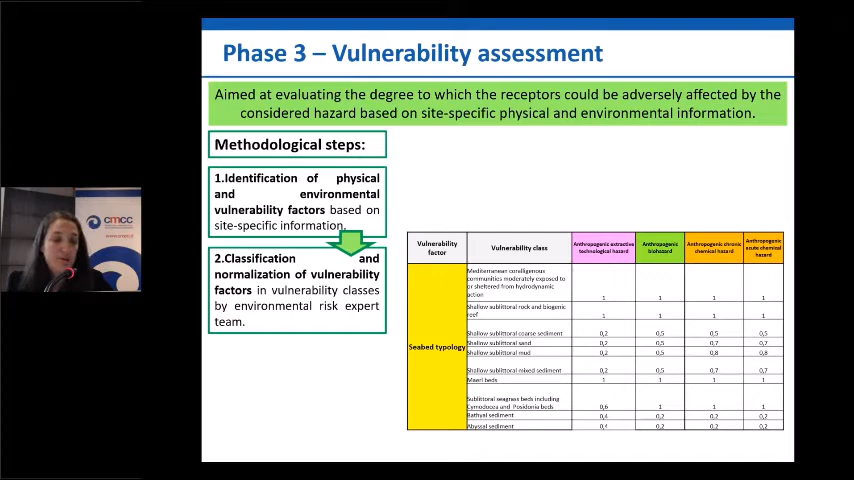 Phase 3 – Vulnerability assessment
Aimed at evaluating the degree to which the receptors could be adversely affected by the
considered hazard based on site-specific physical and environmental information.
Methodological steps:
1.Identification of physical
and environmental
vulnerability factors based on
site-specific information.
2.Classification and
normalization of vulnerability
factors in vulnerability classes
by environmental risk expert
team.
cmcc
Vulnerability factor
Vulnerability class
Anthropogenic extractive technological hazard
Anthropogenic biohazard
Anthropogenic chronic chemical hazard
Anthropogenic acute chemical hazard
Seabed typology
Mediterranean coralligenous
communities moderately exposed to
or sheltered from hydrodynamic
action 1 1 1 1
Shallow sublittoral rock and biogenic
reef 1 1 1 1
Shallow sublittoral coarse sediment 0,2 0,5 0,5 0,5
Shallow sublittoral sand 0,2 0,5 0,7 0,7
Shallow sublittoral mud 0,2 0,5 0,8 0,8
Shallow sublittoral mixed sediment 0,2 0,5 0,7 0,7
Maerl beds 1 1 1 1
Sublittoral seagrass beds including
Cymodocea and Posidonia beds 0,6 1 1 1
Bathyal sediment 0,4 0,2 0,2 0,2
Abyssal sediment 0,4 0,2 0,2 0,2